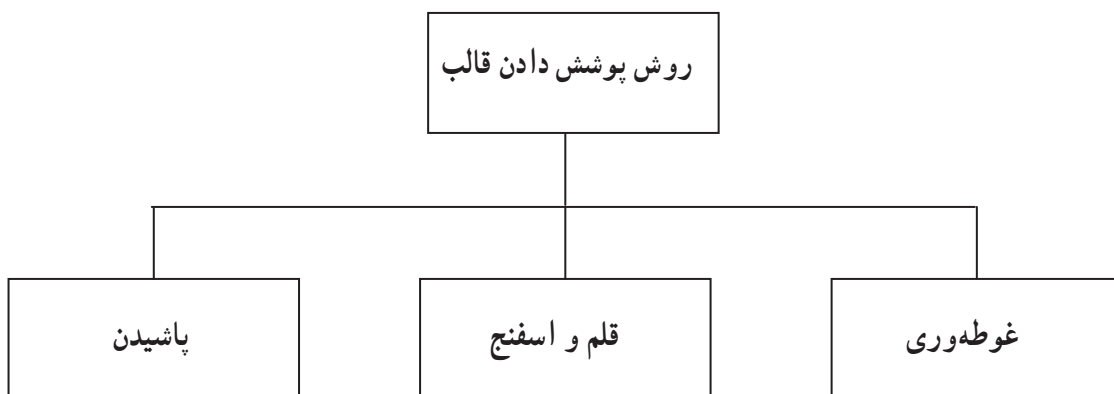 روش پوشش دادن قالب
غوطه‌وری
قلم و اسفنج
پاشیدن